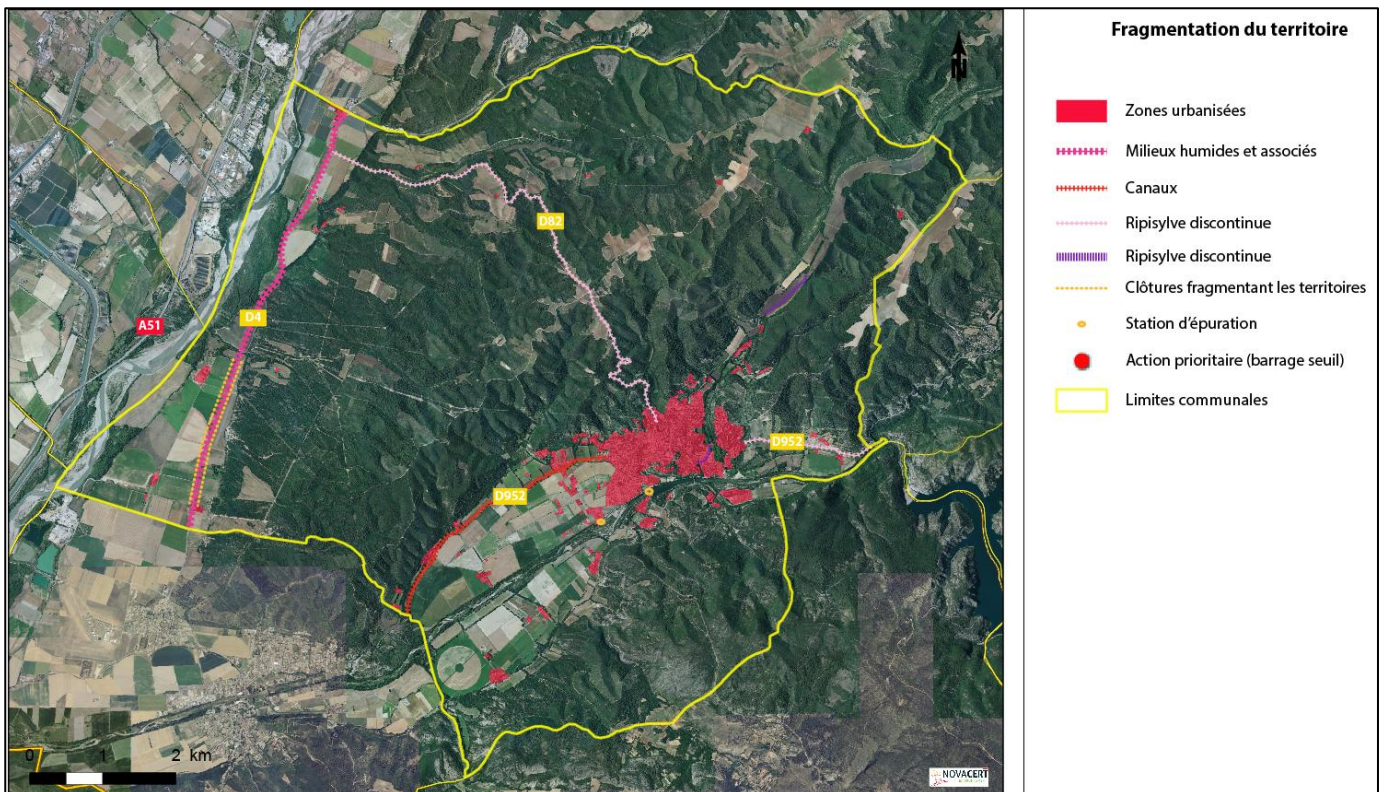 Fragmentation du territoire
Zones urbanisées
Milieux humides et associés
Canaux
Ripisylve discontinue
Ripisylve discontinue
Clôtures fragmentant les territoires
Station d'épuration
Action prioritaire (barrage seuil)
Limites communales
N
D82
A51
D4
D952
D952
0 1 2 km
NOVACERT